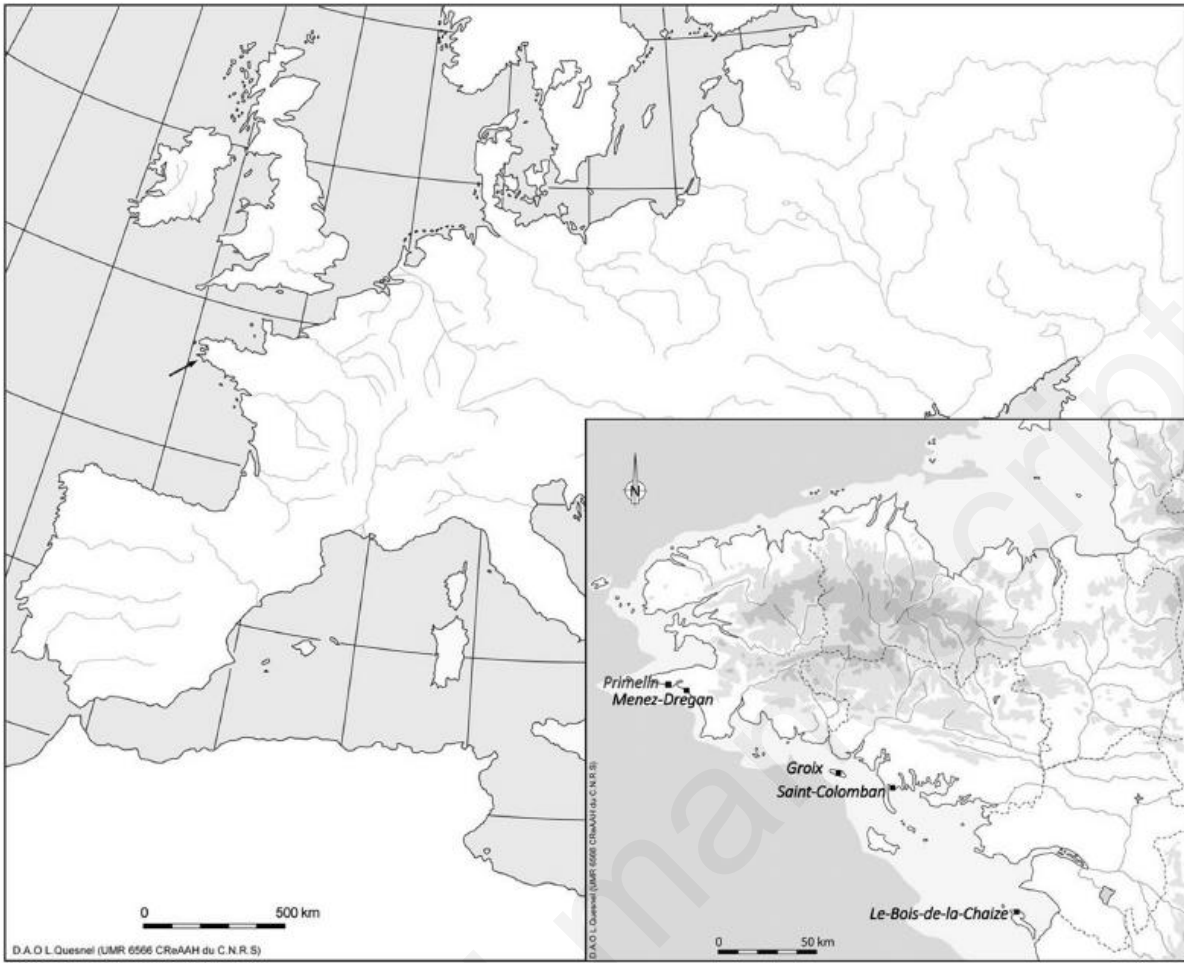 N
Primelin
Menez-Dregan
Groix
Saint-Colomban
Le-Bois-de-la-Chaize
0 50 km
D.A.O L.Quesnel (UMR 6566 CReAAH du C.N.R.S)
0 500 km
D.A.O L.Quesnel (UMR 6566 CReAAH du C.N.R.S)